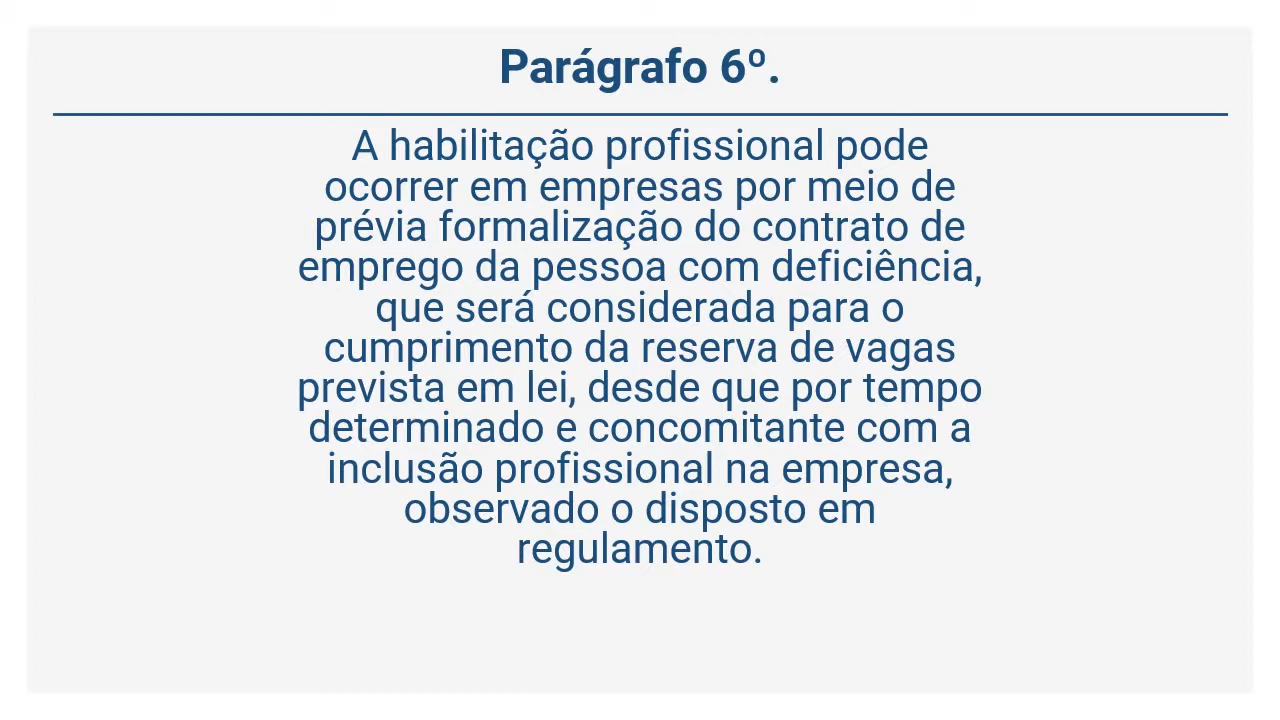 Parágrafo 6º.
A habilitação profissional pode
ocorrer em empresas por meio de
prévia formalização do contrato de
emprego da pessoa com deficiência,
que será considerada para o
cumprimento da reserva de vagas
prevista em lei, desde que por tempo
determinado e concomitante com a
inclusão profissional na empresa,
observado o disposto em
regulamento.